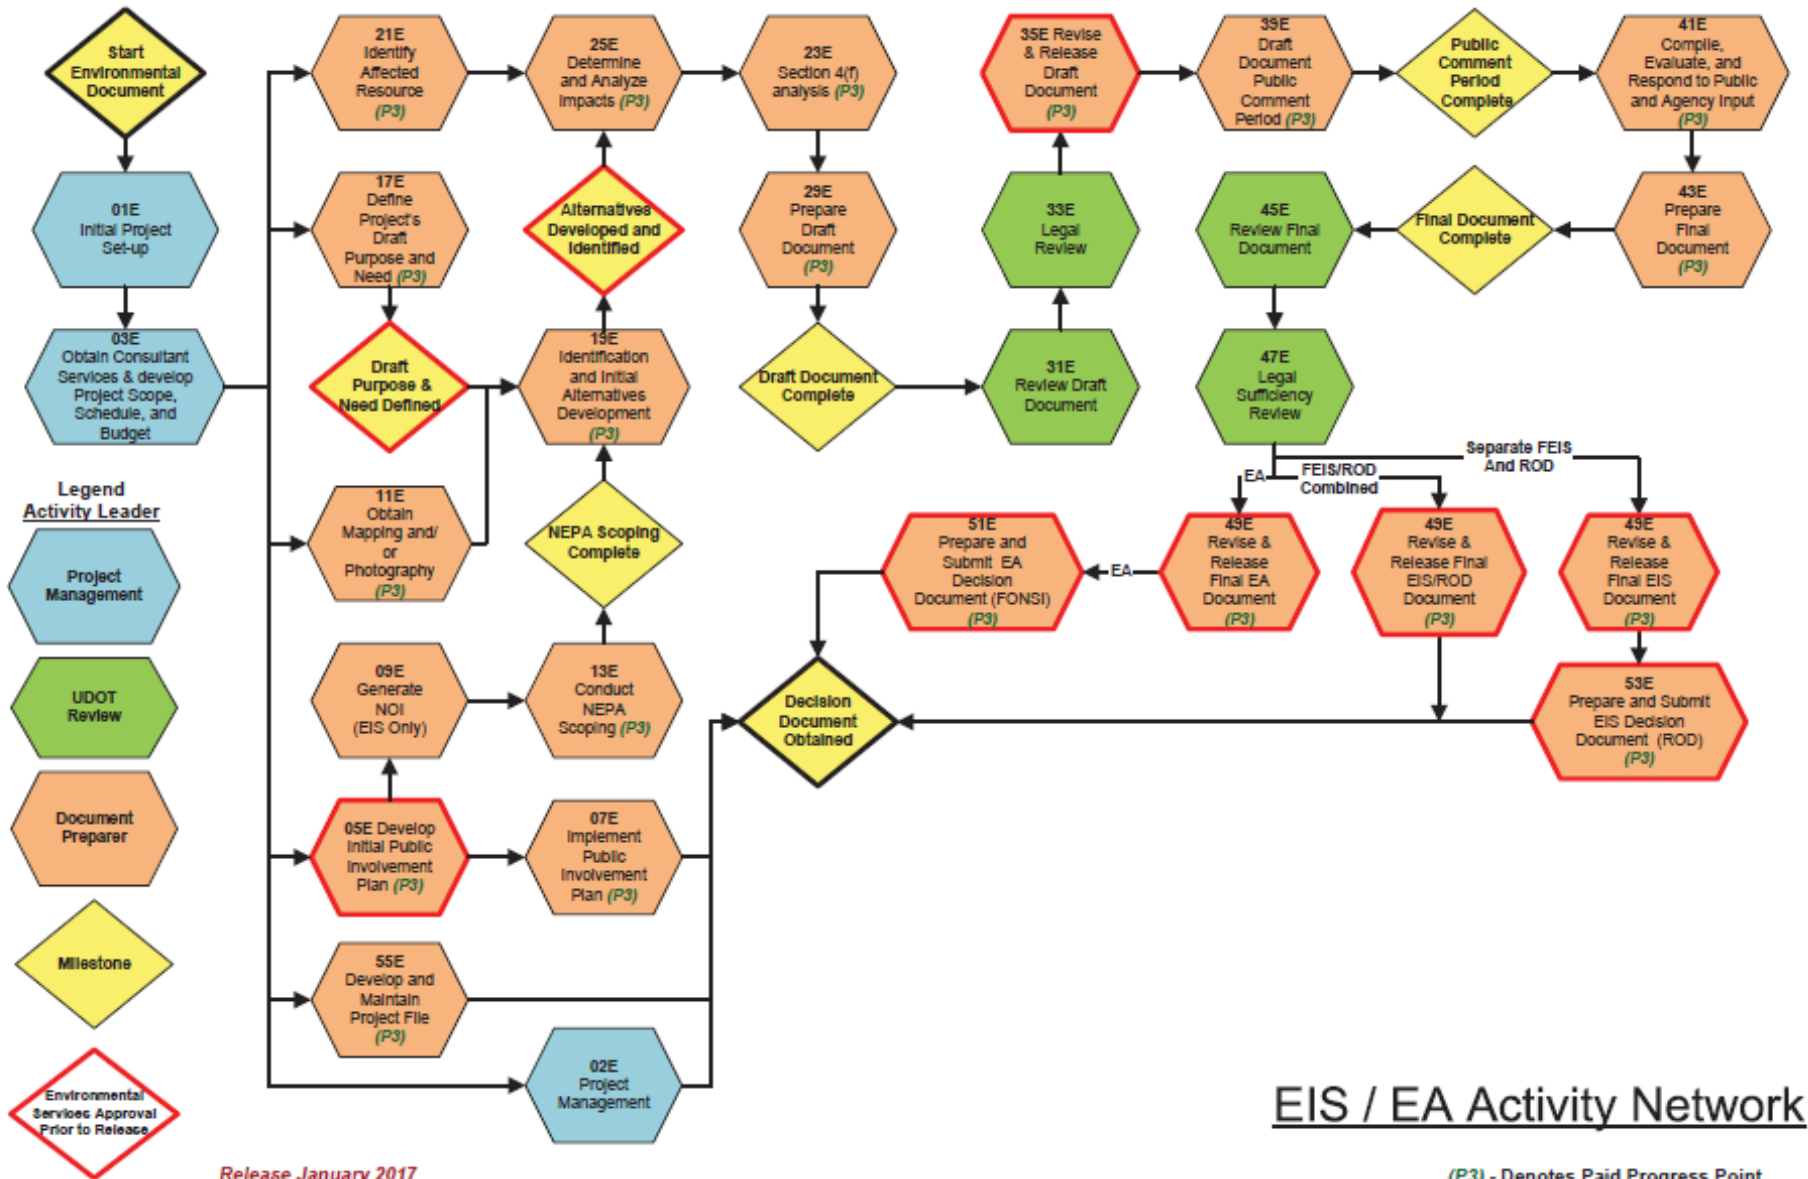 Start
Environmental
Document
01E
Initial Project
Set-up
03E
Obtain Consultant
Services & develop
Project Scope,
Schedule, and
Budget
Legend
Activity Leader
Project
Management
UDOT
Review
Document
Preparer
Milestone
Environmental
Services Approval
Prior to Release
21E
Identify
Affected
Resource
(P3)
17E
Define
Project's
Draft
Purpose and
Need (P3)
Draft
Purpose &
Need Defined
11E
Obtain
Mapping and/
or
Photography
(P3)
09E
Generate
NOI
(EIS Only)
05E Develop
Initial Public
Involvement
Plan (P3)
55E
Develop and
Maintain
Project File
(P3)
25E
Determine
and Analyze
Impacts (P3)
Alternatives
Developed and
Identified
19E
Identification
and Initial
Alternatives
Development
(P3)
NEPA Scoping
Complete
13E
Conduct
NEPA
Scoping (P3)
07E
Implement
Public
Involvement
Plan (P3)
02E
Project
Management
23E
Section 4(f)
analysis (P3)
29E
Prepare
Draft
Document
(P3)
Draft Document
Complete
31E
Review Draft
Document
33E
Legal
Review
35E Revise
& Release
Draft
Document
(P3)
39E
Draft
Document
Public
Comment
Period (P3)
Public
Comment
Period
Complete
41E
Compile,
Evaluate, and
Respond to Public
and Agency Input
(P3)
43E
Prepare
Final
Document
(P3)
Final Document
Complete
45E
Review Final
Document
47E
Legal
Sufficiency
Review
EA
FEIS/ROD
Combined
Separate FEIS
And ROD
49E
Revise &
Release
Final EA
Document
(P3)
49E
Revise &
Release Final
EIS/ROD
Document
(P3)
49E
Revise &
Release
Final EIS
Document
(P3)
EA
51E
Prepare and
Submit EA
Decision
Document (FONSI)
(P3)
53E
Prepare and Submit
EIS Decision
Document (ROD)
(P3)
Decision
Document
Obtained
EIS / EA Activity Network
Release January 2017
(P3) - Denotes Paid Progress Point